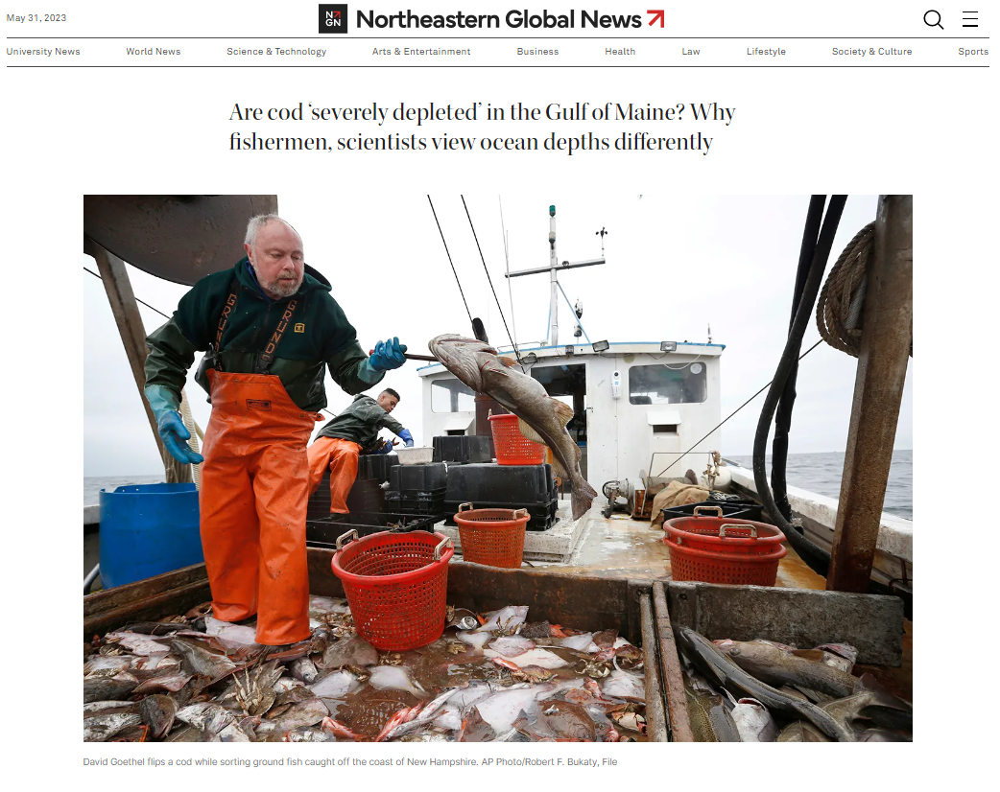 May 31, 2023
N↗
GN
Northeastern Global News
University News World News Science & Technology Arts & Entertainment Business Health Law Lifestyle Society & Culture Sports
Are cod ‘severely depleted’ in the Gulf of Maine? Why
fishermen, scientists view ocean depths differently
GRUNDÉNS
GRUNDÉNS
David Goethel flips a cod while sorting ground fish caught off the coast of New Hampshire. AP Photo/Robert F. Bukaty, File